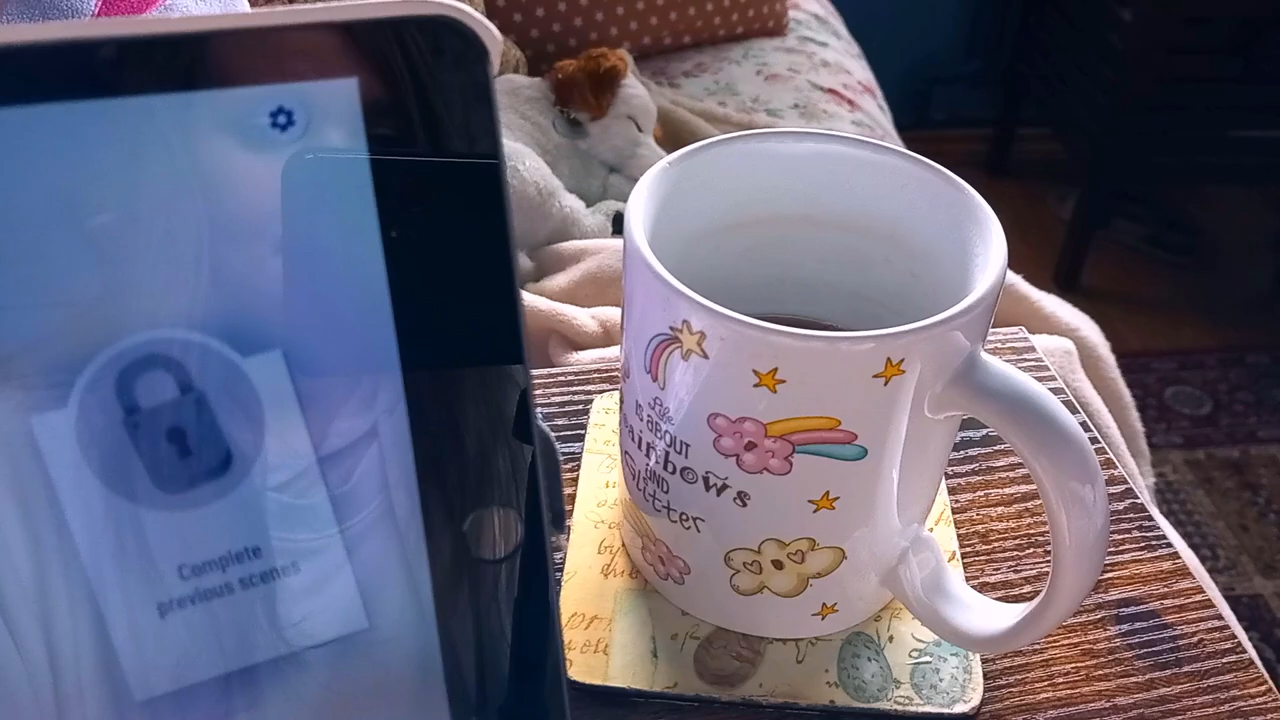 Complete
previous scenes
Life
is ABOUT
Rainbows
AND
Glitter